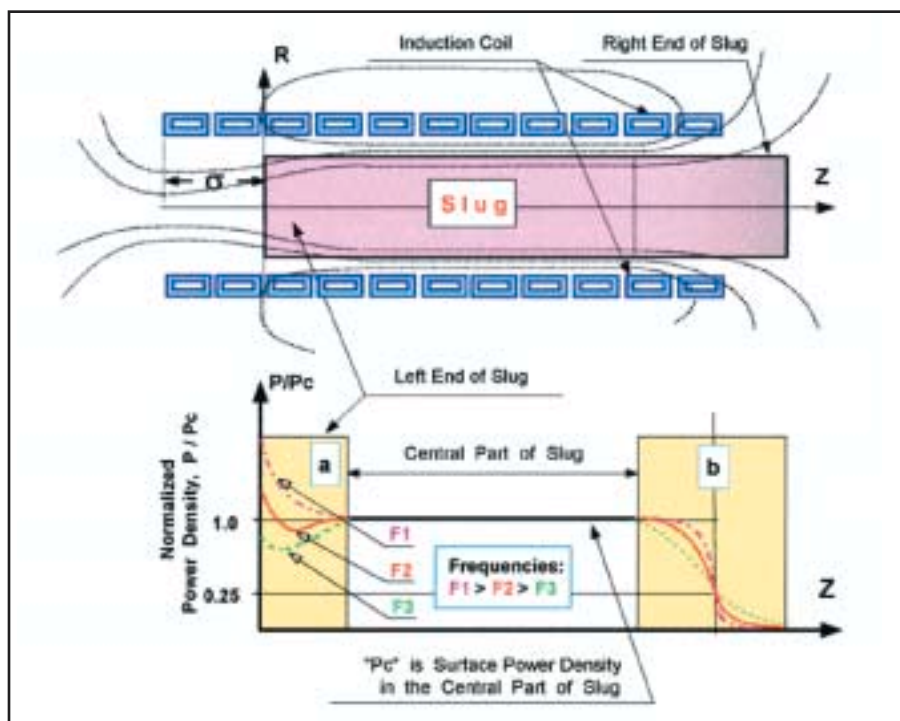 Induction Coil
Right End of Slug
R
σ
Slug
Z
Left End of Slug
P/Pc
Normalized
Power Density, P / Pc
a
Central Part of Slug
b
1.0
F1
F2
F3
Frequencies:
F1 > F2 > F3
0.25
Z
"Pc" is Surface Power Density
in the Central Part of Slug